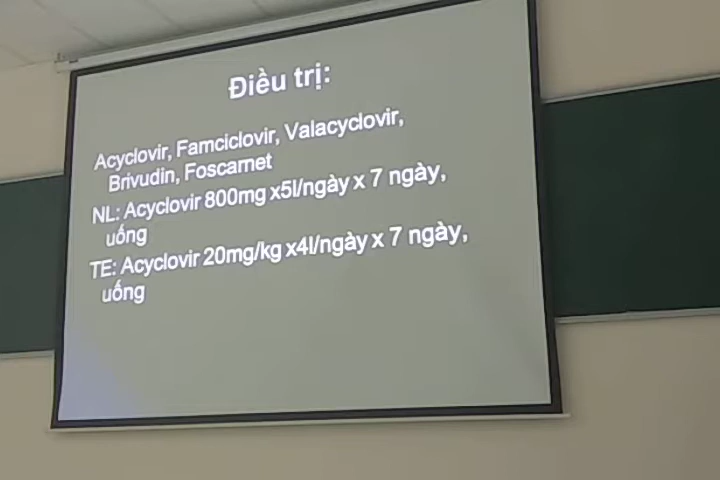 Điều trị:
Acyclovir, Famciclovir, Valacyclovir,
Brivudin, Foscarnet
NL: Acyclovir 800mg x5l/ngày x 7 ngày,
uống
TE: Acyclovir 20mg/kg x4l/ngày x 7 ngày,
uống